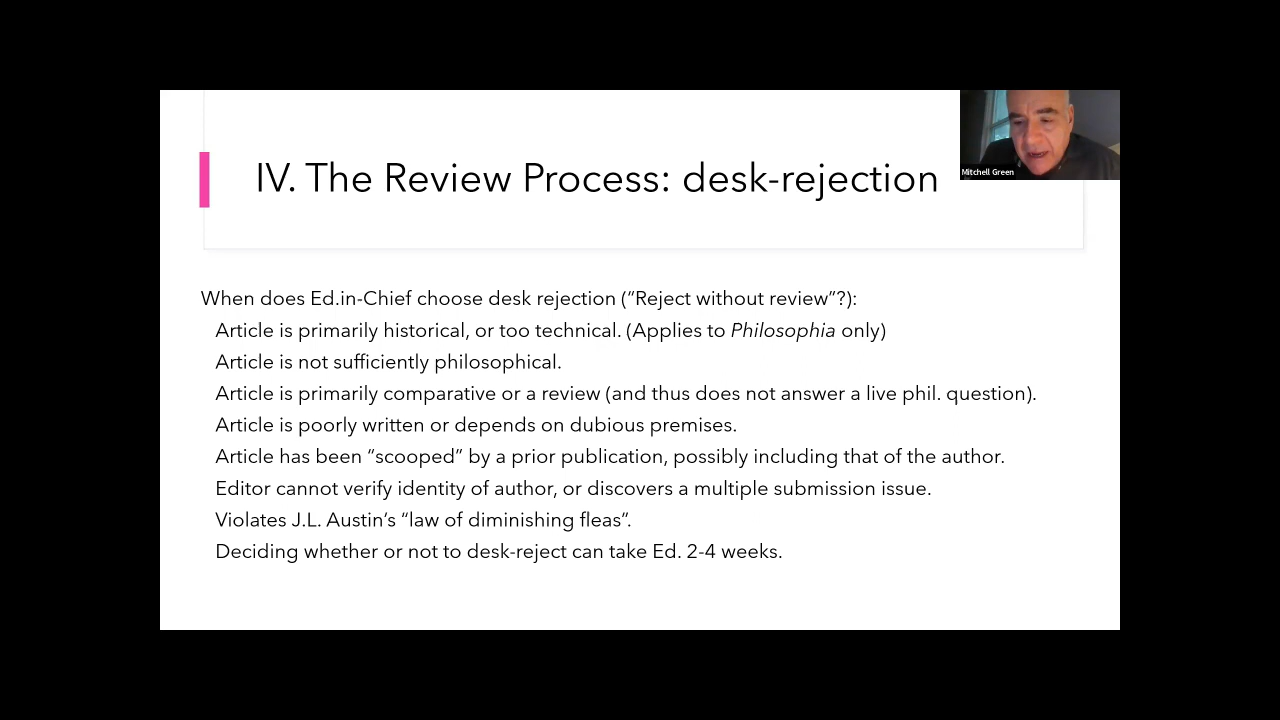 IV. The Review Process: desk-rejection
Mitchell Green
When does Ed.in-Chief choose desk rejection (“Reject without review”?):
Article is primarily historical, or too technical. (Applies to Philosophia only)
Article is not sufficiently philosophical.
Article is primarily comparative or a review (and thus does not answer a live phil. question).
Article is poorly written or depends on dubious premises.
Article has been “scooped” by a prior publication, possibly including that of the author.
Editor cannot verify identity of author, or discovers a multiple submission issue.
Violates J.L. Austin’s “law of diminishing fleas”.
Deciding whether or not to desk-reject can take Ed. 2-4 weeks.